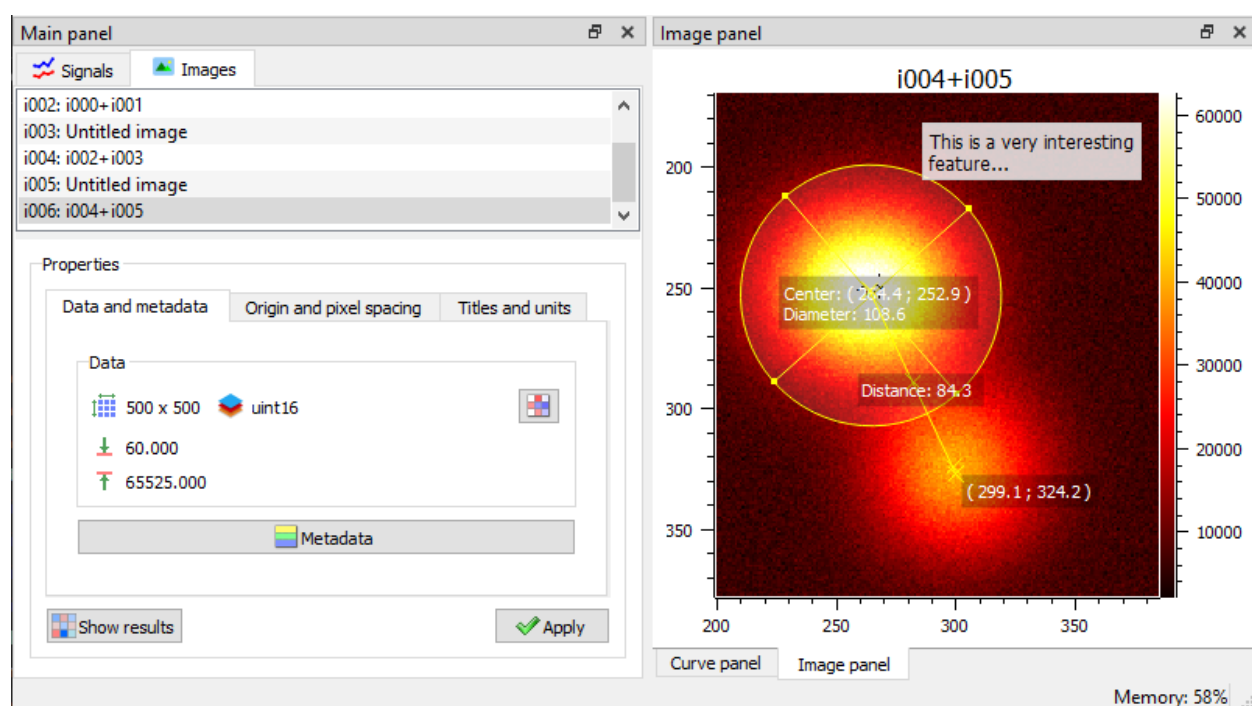 Main panel
Signals
Images
i002: i000+i001
i003: Untitled image
i004: i002+i003
i005: Untitled image
i006: i004+i005
Properties
Data and metadata
Origin and pixel spacing
Titles and units
Data
500 x 500
uint16
60.000
65525.000
Metadata
Show results
Apply
Image panel
i004+i005
This is a very interesting
feature...
Center: ( 264.4 ; 252.9 )
Diameter: 108.6
Distance: 84.3
( 299.1 ; 324.2 )
200
250
300
350
200
250
300
350
60000
50000
40000
30000
20000
10000
Curve panel
Image panel
Memory: 58%